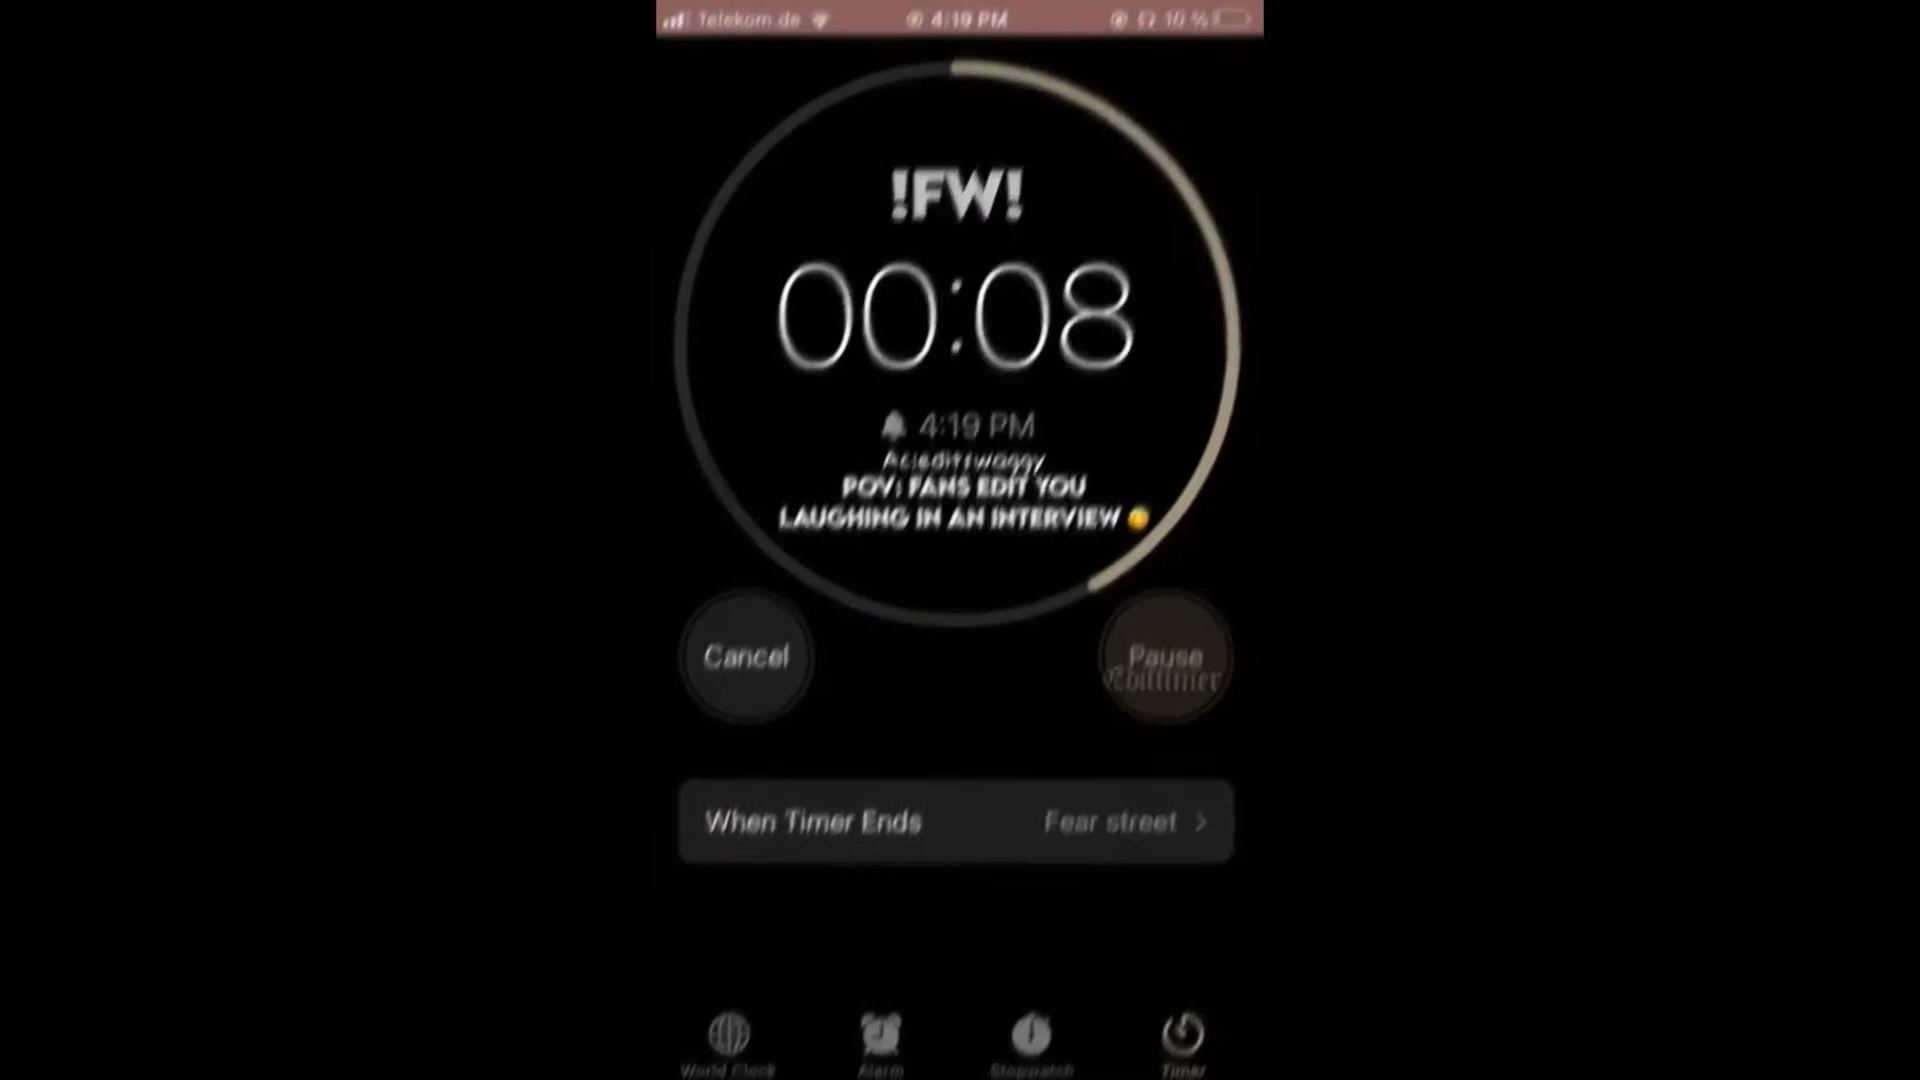 Telekom.de 4:19 PM 10 %
!FW!
00:08
4:19 PM
POV: FANS EDIT YOU
LAUGHING IN AN INTERVIEW 😊
Cancel
Pause
When Timer Ends Fear street
World Clock Alarm Stopwatch Timer